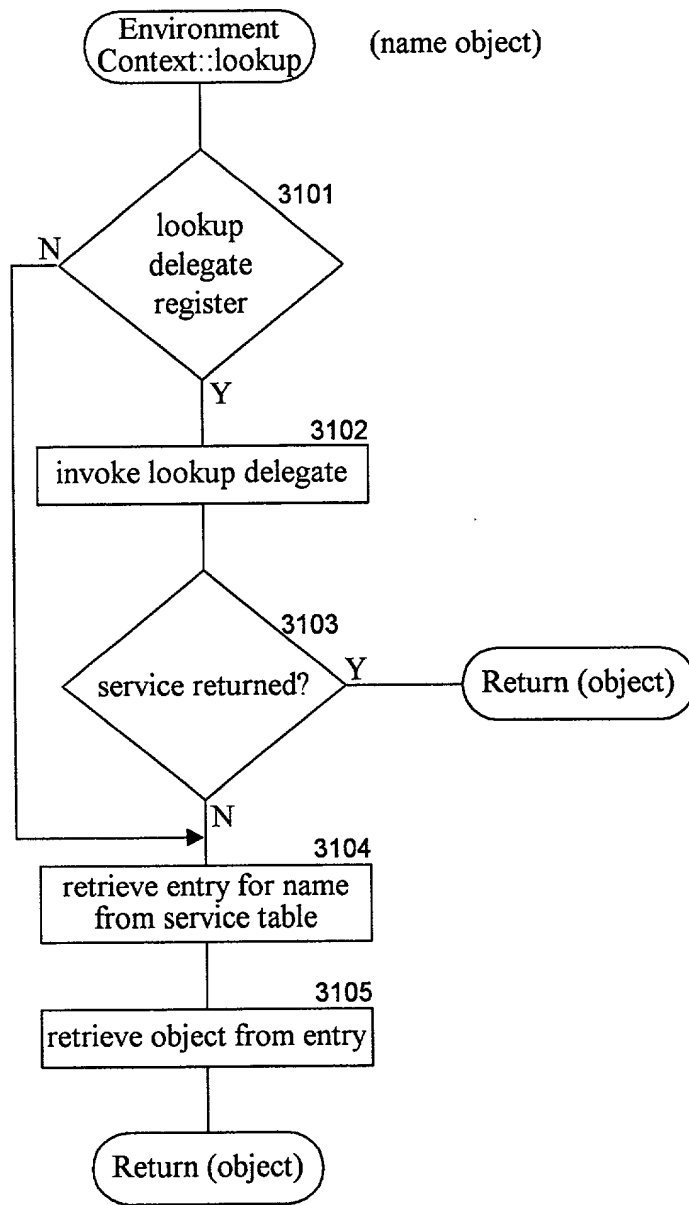 Environment
Context::lookup
(name object)
3101
lookup
delegate
register
N
Y
3102
invoke lookup delegate
3103
service returned?
Y
Return (object)
N
3104
retrieve entry for name
from service table
3105
retrieve object from entry
Return (object)